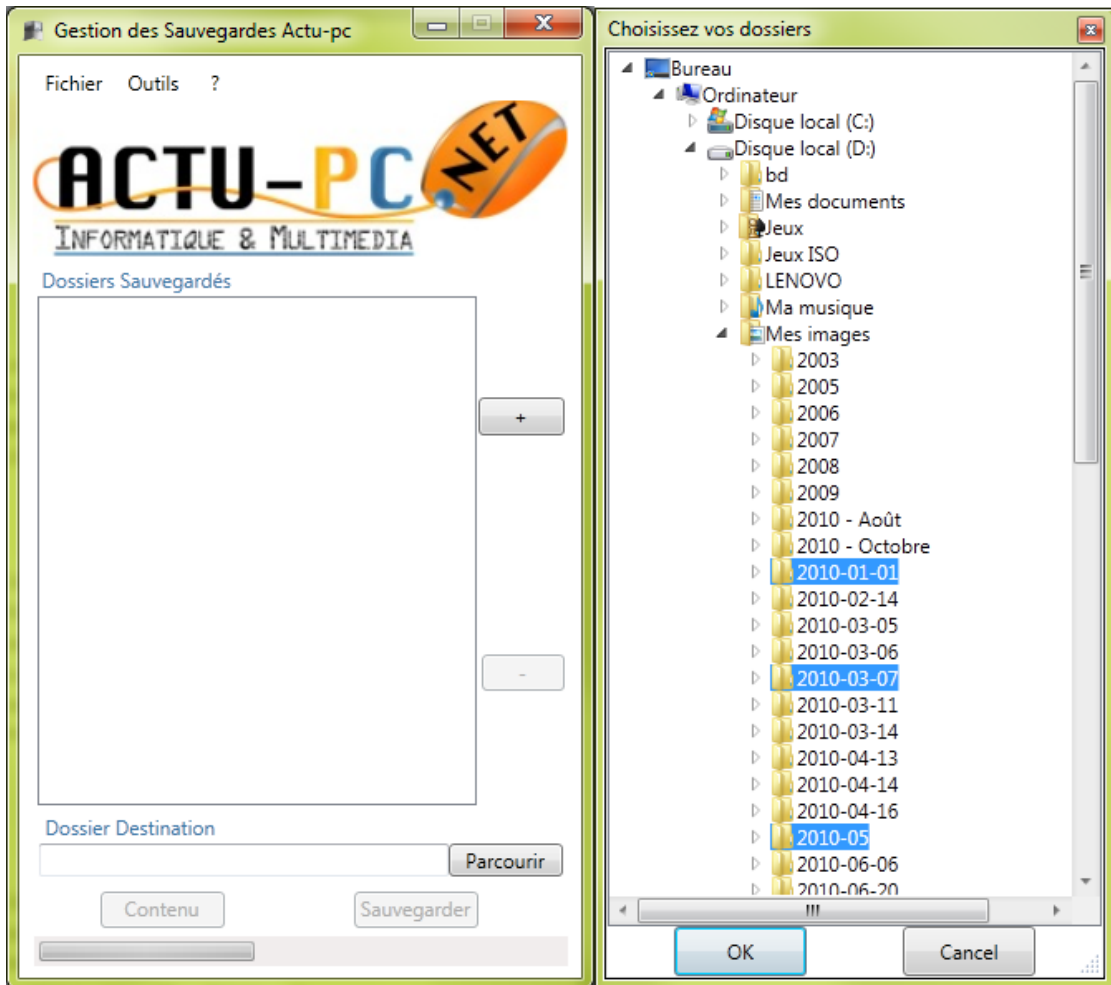 Gestion des Sauvegardes Actu-pc
Fichier Outils ?
ACTU-PC
.NET
INFORMATIQUE & MULTIMEDIA
Dossiers Sauvegardés
+
-
Dossier Destination
Parcourir
Contenu
Sauvegarder
Choisissez vos dossiers
Bureau
Ordinateur
Disque local (C:)
Disque local (D:)
bd
Mes documents
Jeux
Jeux ISO
LENOVO
Ma musique
Mes images
2003
2005
2006
2007
2008
2009
2010 - Août
2010 - Octobre
2010-01-01
2010-02-14
2010-03-05
2010-03-06
2010-03-07
2010-03-11
2010-03-14
2010-04-13
2010-04-14
2010-04-16
2010-05
2010-06-06
2010-06-20
OK
Cancel